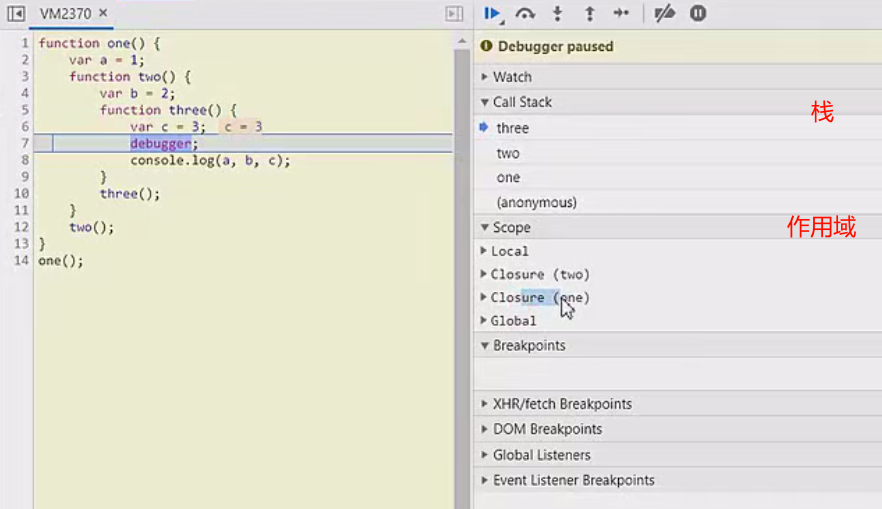 VM2370 ×
1 function one() {
2 var a = 1;
3 function two() {
4 var b = 2;
5 function three() {
6 var c = 3; c = 3
7 debugger;
8 console.log(a, b, c);
9 }
10 three();
11 }
12 two();
13 }
14 one();
Debugger paused
Watch
Call Stack
栈
three
two
one
(anonymous)
Scope
作用域
Local
Closure (two)
Closure (one)
Global
Breakpoints
XHR/fetch Breakpoints
DOM Breakpoints
Global Listeners
Event Listener Breakpoints